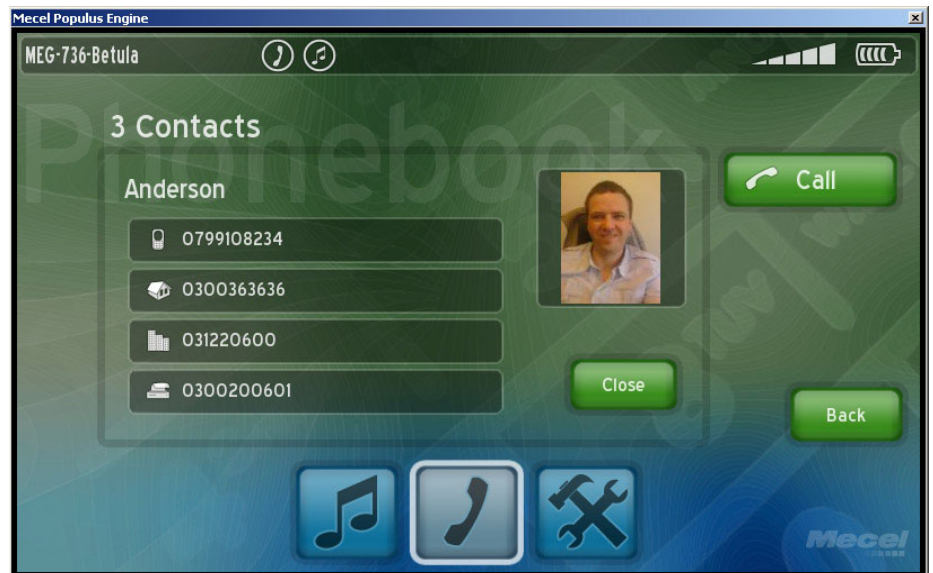 Mecel Populus Engine
MEG-736-Betula
Phonebook
3 Contacts
Anderson
0799108234
0300363636
031220600
0300200601
Call
Close
Back
Mecel